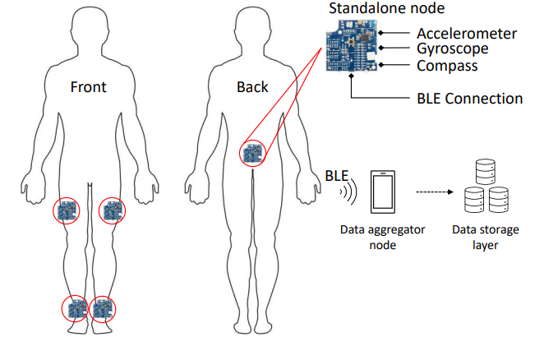 Standalone node
Accelerometer
Gyroscope
Compass
BLE Connection
Front
Back
BLE
Data aggregator
node
Data storage
layer